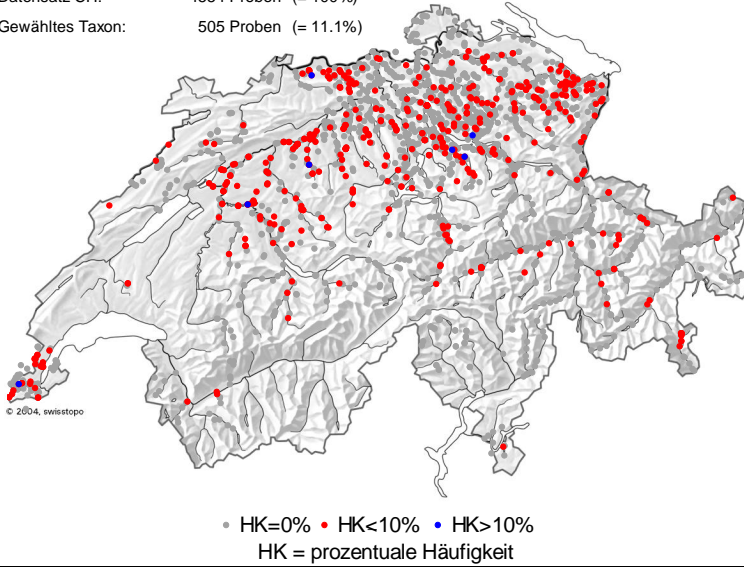 Gewähltes Taxon: 505 Proben (= 11.1%)
© 2004, swisstopo
HK=0% HK<10% HK>10%
HK = prozentuale Häufigkeit